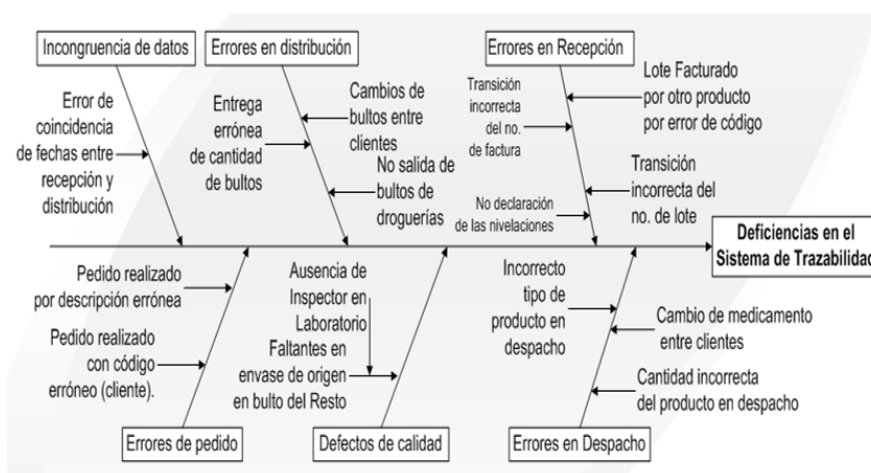 Incongruencia de datos
Errores en distribución
Errores en Recepción
Error de
coincidencia
de fechas entre
recepción y
distribución
Entrega
errónea
de cantidad
de bultos
Cambios de
bultos entre
clientes
No salida de
bultos de
droguerías
Transición
incorrecta
del no.
de factura
No declaración
de las nivelaciones
Lote Facturado
por otro producto
por error de código
Transición
incorrecta del
no. de lote
Deficiencias en el
Sistema de Trazabilidad
Pedido realizado
por descripción errónea
Pedido realizado
con código
erróneo (cliente).
Ausencia de
Inspector en
Laboratorio
Faltantes en
envase de origen
en bulto del Resto
Incorrecto
tipo de
producto en
despacho
Cambio de medicamento
entre clientes
Cantidad incorrecta
del producto en despacho
Errores de pedido
Defectos de calidad
Errores en Despacho